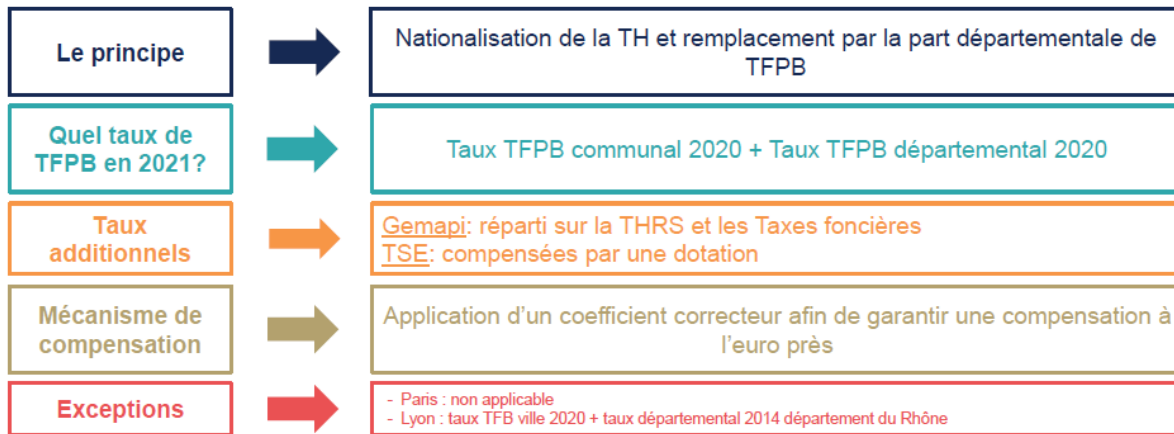 Le principe
Nationalisation de la TH et remplacement par la part départementale de
TFPB
Quel taux de
TFPB en 2021?
Taux TFPB communal 2020 + Taux TFPB départemental 2020
Taux
additionnels
Gemapi: réparti sur la THRS et les Taxes foncières
TSE: compensées par une dotation
Mécanisme de
compensation
Application d'un coefficient correcteur afin de garantir une compensation à
l'euro près
Exceptions
- Paris : non applicable
- Lyon : taux TFB ville 2020 + taux départemental 2014 département du Rhône